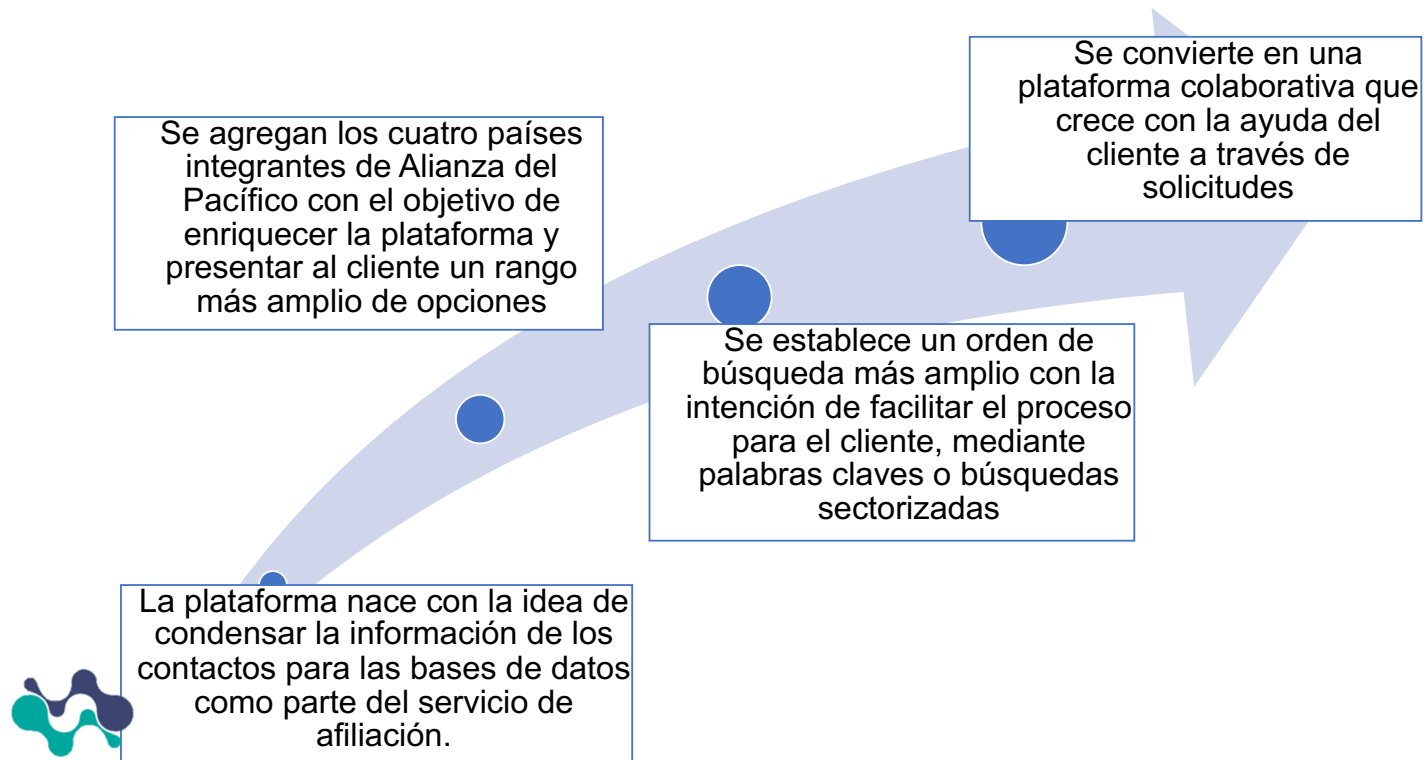 Se convierte en una
plataforma colaborativa que
crece con la ayuda del
cliente a través de
solicitudes
Se agregan los cuatro países
integrantes de Alianza del
Pacífico con el objetivo de
enriquecer la plataforma y
presentar al cliente un rango
más amplio de opciones
Se establece un orden de
búsqueda más amplio con la
intención de facilitar el proceso
para el cliente, mediante
palabras claves o búsquedas
sectorizadas
La plataforma nace con la idea de
condensar la información de los
contactos para las bases de datos
como parte del servicio de
afiliación.